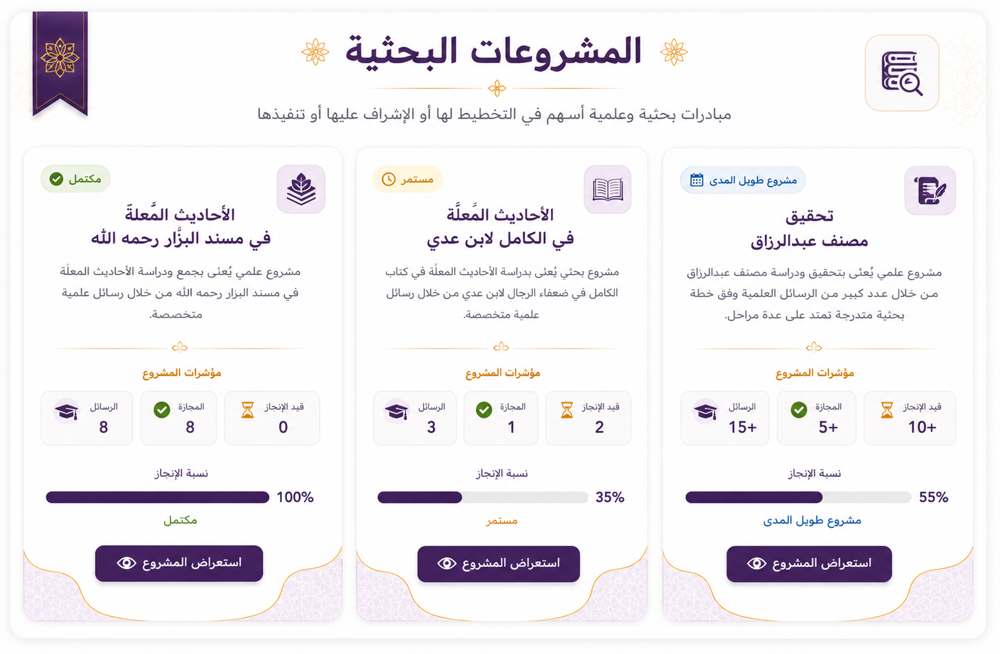 المشروعات البحثية
مبادرات بحثية وعلمية أسهم في التخطيط لها أو الإشراف عليها أو تنفيذها
مشروع طويل المدى
تحقيق
مصنف عبدالرزاق
مشروع علمي يُعنى بتحقيق ودراسة مصنف عبدالرزاق
من خلال عدد كبير من الرسائل العلمية وفق خطة
بحثية متدرجة تمتد على عدة مراحل.
مؤشرات المشروع
قيد الإنجاز
10+
المجازة
5+
الرسائل
15+
نسبة الإنجاز
55%
مشروع طويل المدى
استعراض المشروع
مستمر
الأحاديث المَُعلَّة
في الكامل لابن عدي
مشروع بحثي يُعنى بدراسة الأحاديث المعلَّة في كتاب
الكامل في ضعفاء الرجال لابن عدي من خلال رسائل
علمية متخصصة.
مؤشرات المشروع
قيد الإنجاز
2
المجازة
1
الرسائل
3
نسبة الإنجاز
35%
مستمر
استعراض المشروع
مكتمل
الأحاديث المَُعلةّ
في مسند البزَّار رحمه الله
مشروع علمي يُعنى بجمع ودراسة الأحاديث المعلَة
في مسند البزار رحمه الله من خلال رسائل علمية
متخصصة.
مؤشرات المشروع
قيد الإنجاز
0
المجازة
8
الرسائل
8
نسبة الإنجاز
100%
مكتمل
استعراض المشروع